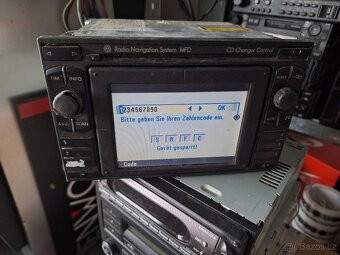 Radio Navigation System MFD
CD Changer Control
TIM
AS
SCAN
1234567890
OK
Bitte geben Sie Ihren Zahlencode ein.
S A F E
Gerät gesperrt!
Code